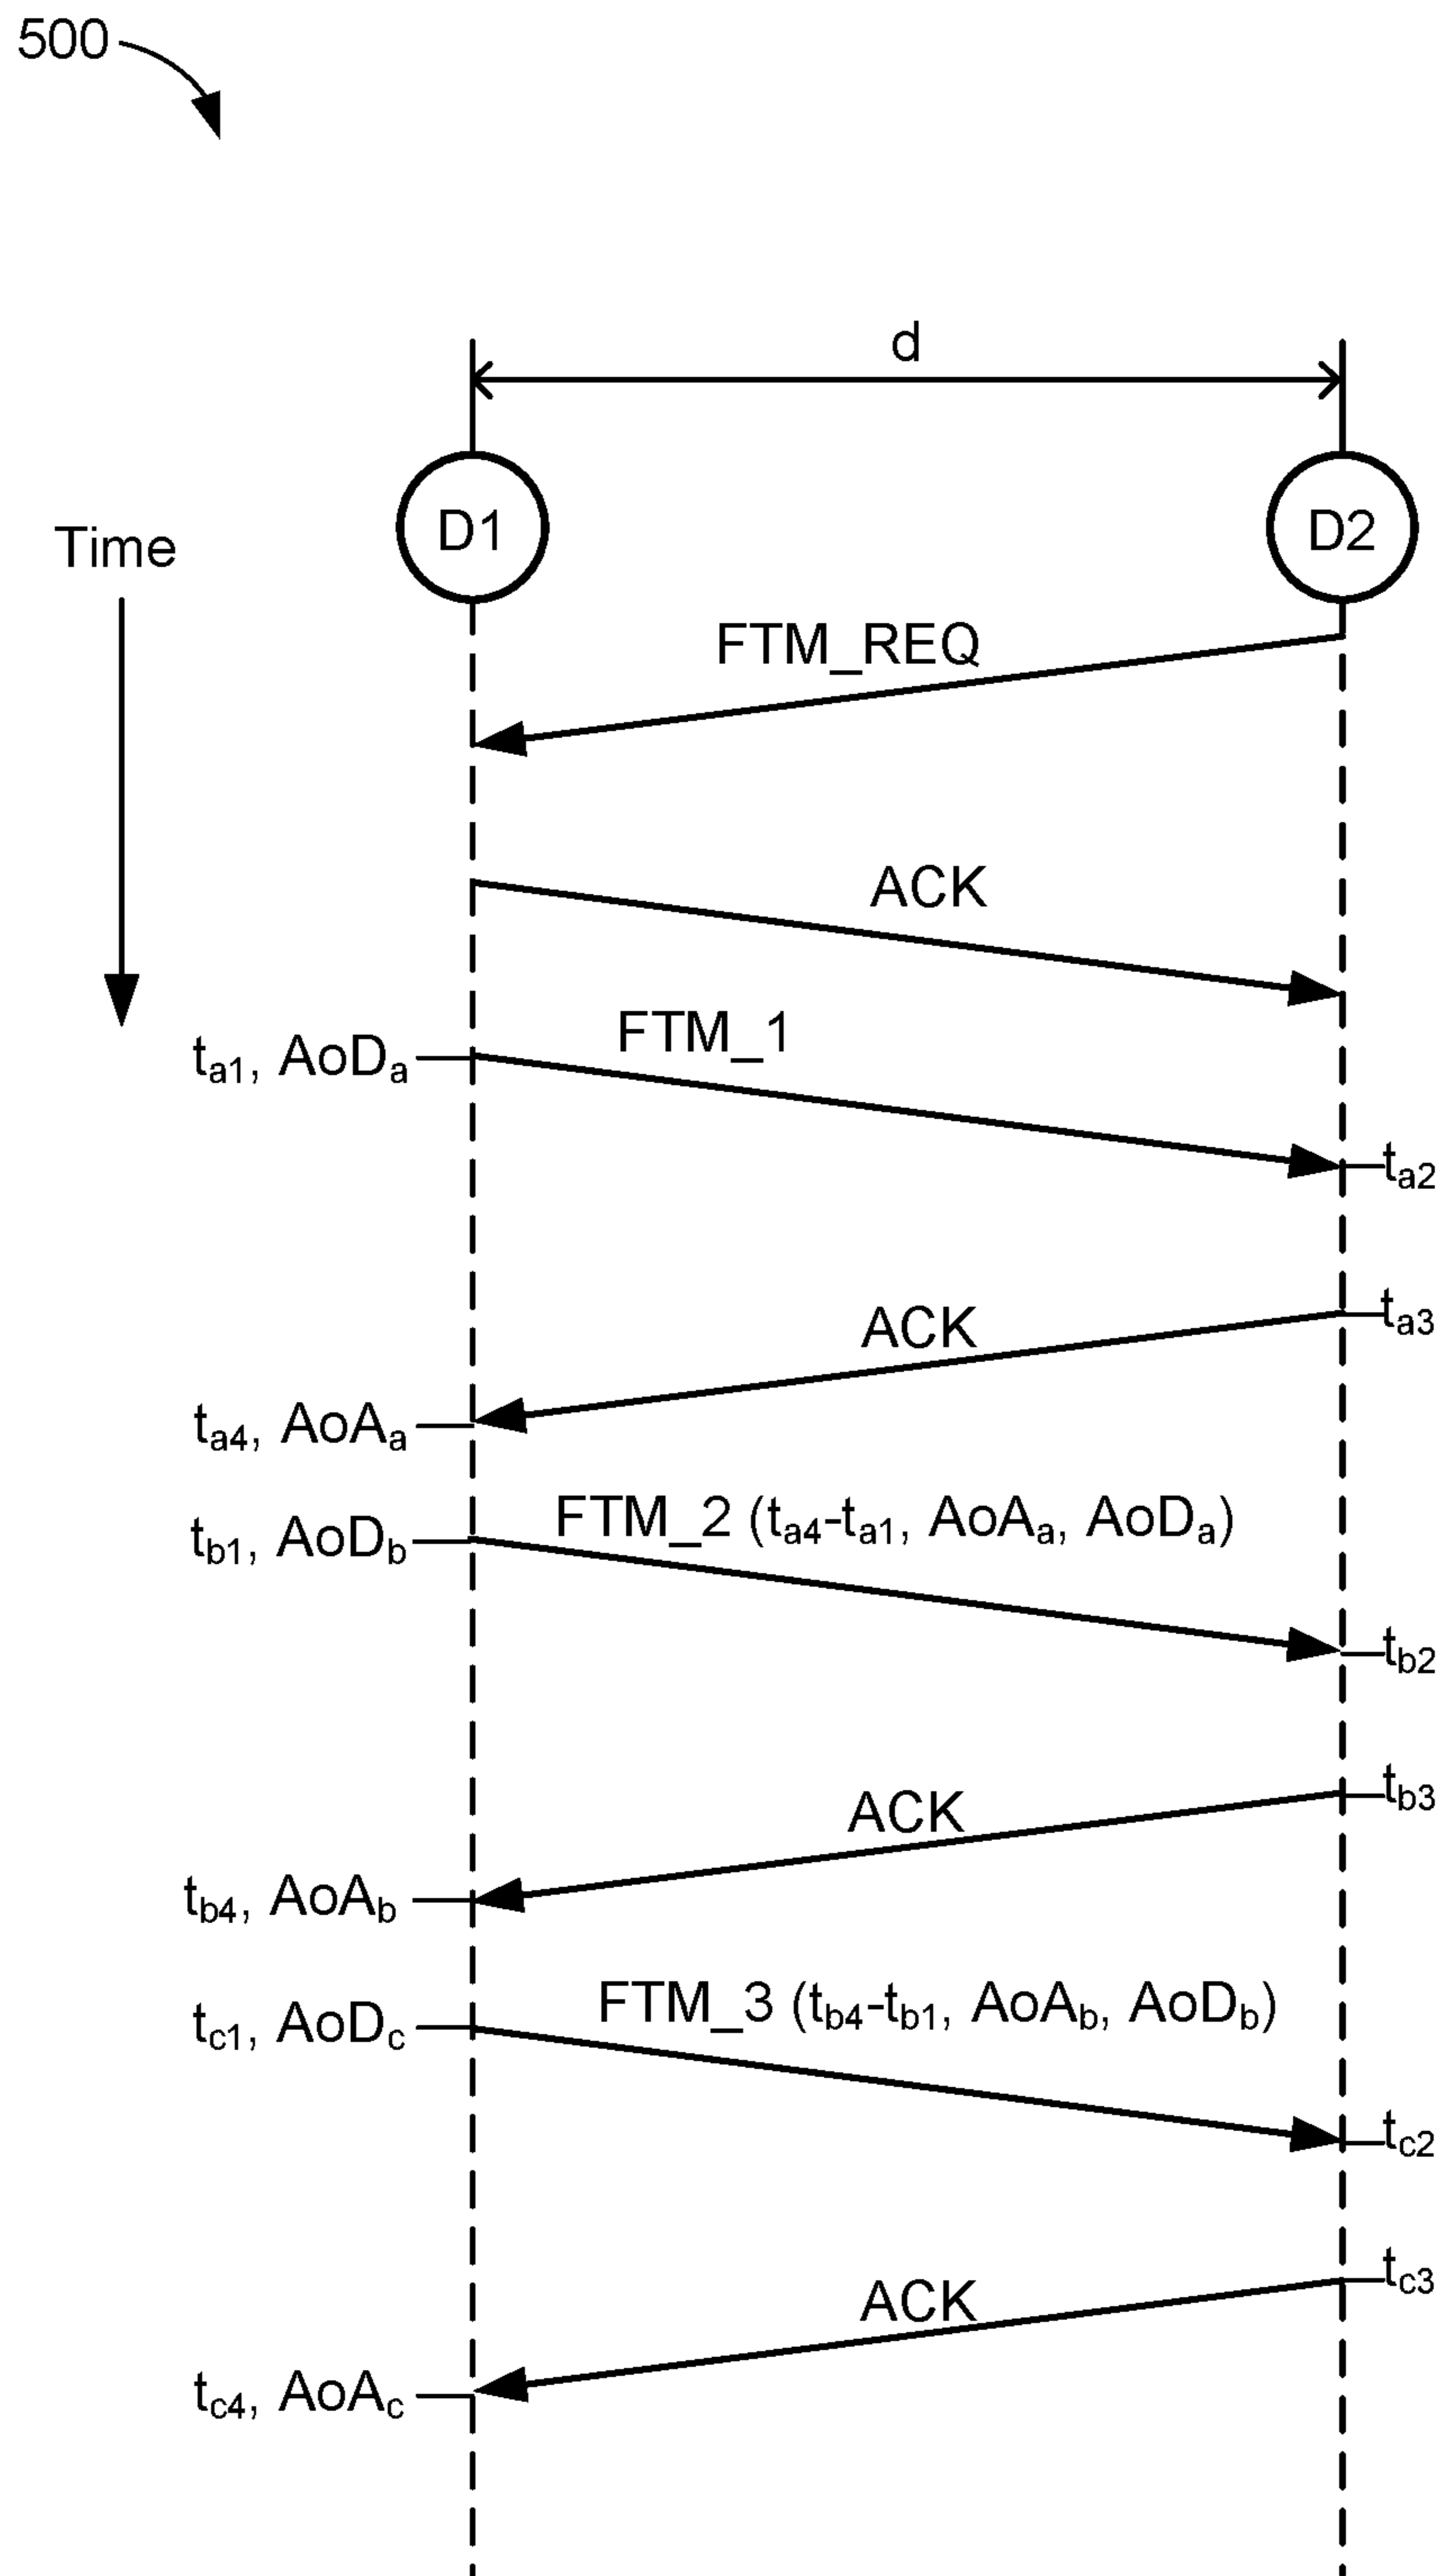 500
d
D1
D2
Time
FTM_REQ
ACK
FTM_1
ta1, AoDa
ta2
ta3
ACK
ta4, AoAa
FTM_2 (ta4-ta1, AoAa, AoDa)
tb1, AoDb
tb2
tb3
ACK
tb4, AoAb
FTM_3 (tb4-tb1, AoAb, AoDb)
tc1, AoDc
tc2
tc3
ACK
tc4, AoAc